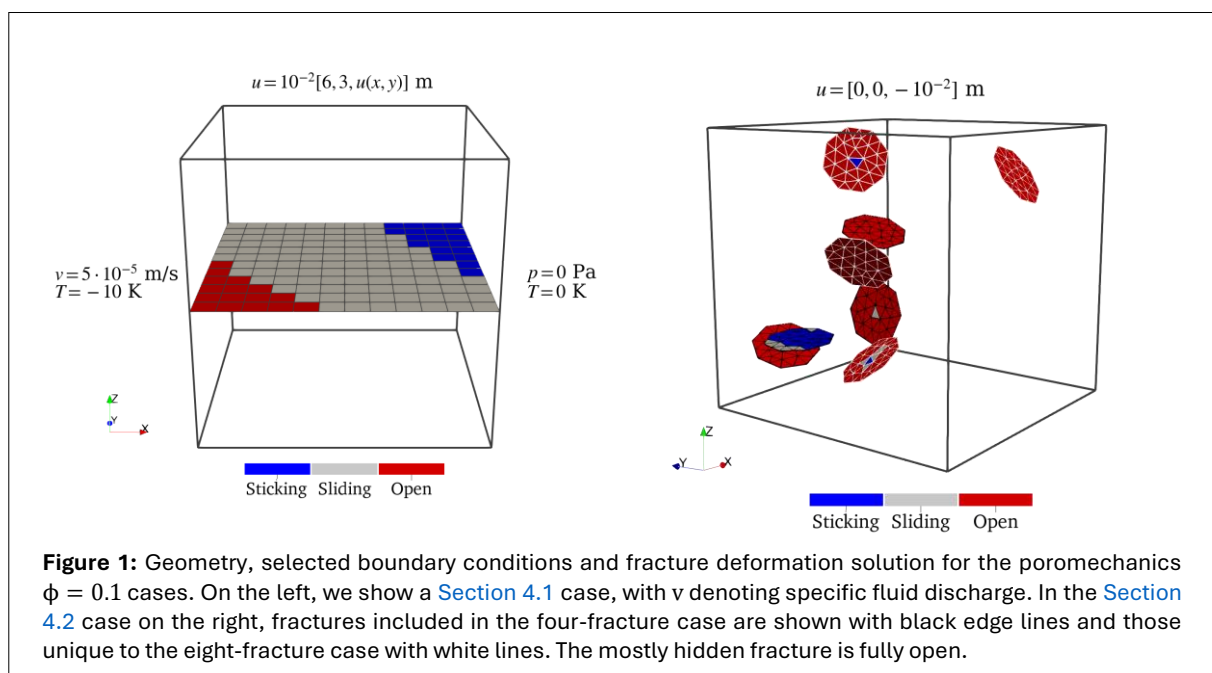 u = 10⁻²[6, 3, u(x, y)] m
v = 5 · 10⁻⁵ m/s
T = −10 K
p = 0 Pa
T = 0 K
Z
Y
X
Sticking Sliding Open
u = [0, 0, −10⁻²] m
Z
Y
X
Sticking Sliding Open
Figure 1: Geometry, selected boundary conditions and fracture deformation solution for the poromechanics
ϕ = 0.1 cases. On the left, we show a Section 4.1 case, with v denoting specific fluid discharge. In the Section
4.2 case on the right, fractures included in the four-fracture case are shown with black edge lines and those
unique to the eight-fracture case with white lines. The mostly hidden fracture is fully open.